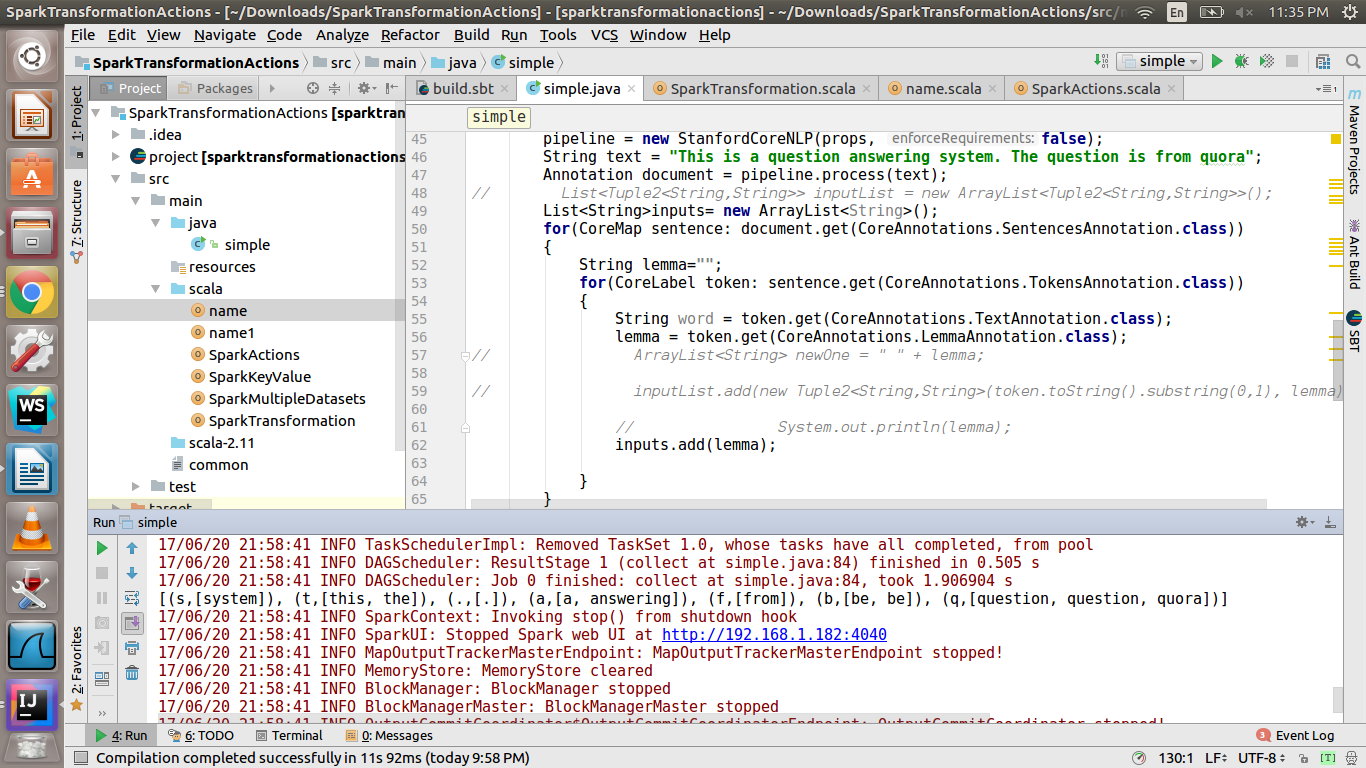 SparkTransformationActions - [~/Downloads/SparkTransformationActions] - [sparktransformationactions] - ~/Downloads/SparkTransformationActions/src/
En
11:35 PM
File Edit View Navigate Code Analyze Refactor Build Run Tools VCS Window Help
SparkTransformationActions src main java simple
simple
Project Packages
build.sbt simple.java SparkTransformation.scala name.scala SparkActions.scala
1: Project
7: Structure
2: Favorites
SparkTransformationActions [sparktran
.idea
project [sparktransformationactions
src
main
java
simple
resources
scala
name
name1
SparkActions
SparkKeyValue
SparkMultipleDatasets
SparkTransformation
scala-2.11
common
test
target
simple
45 pipeline = new StanfordCoreNLP(props, enforceRequirements: false);
46 String text = "This is a question answering system. The question is from quora";
47 Annotation document = pipeline.process(text);
48 // List<Tuple2<String,String>> inputList = new ArrayList<Tuple2<String,String>>();
49 List<String>inputs= new ArrayList<String>();
50 for(CoreMap sentence: document.get(CoreAnnotations.SentencesAnnotation.class))
51 {
52 String lemma="";
53 for(CoreLabel token: sentence.get(CoreAnnotations.TokensAnnotation.class))
54 {
55 String word = token.get(CoreAnnotations.TextAnnotation.class);
56 lemma = token.get(CoreAnnotations.LemmaAnnotation.class);
57 // ArrayList<String> newOne = " " + lemma;
58
59 // inputList.add(new Tuple2<String,String>(token.toString().substring(0,1), lemma)
60
61 // System.out.println(lemma);
62 inputs.add(lemma);
63
64 }
65 }
Maven Projects
Ant Build
SBT
Run simple
17/06/20 21:58:41 INFO TaskSchedulerImpl: Removed TaskSet 1.0, whose tasks have all completed, from pool
17/06/20 21:58:41 INFO DAGScheduler: ResultStage 1 (collect at simple.java:84) finished in 0.505 s
17/06/20 21:58:41 INFO DAGScheduler: Job 0 finished: collect at simple.java:84, took 1.906904 s
[(s,[system]), (t,[this, the]), (.,[.]), (a,[a, answering]), (f,[from]), (b,[be, be]), (q,[question, question, quora])]
17/06/20 21:58:41 INFO SparkContext: Invoking stop() from shutdown hook
17/06/20 21:58:41 INFO SparkUI: Stopped Spark web UI at http://192.168.1.182:4040
17/06/20 21:58:41 INFO MapOutputTrackerMasterEndpoint: MapOutputTrackerMasterEndpoint stopped!
17/06/20 21:58:41 INFO MemoryStore: MemoryStore cleared
17/06/20 21:58:41 INFO BlockManager: BlockManager stopped
17/06/20 21:58:41 INFO BlockManagerMaster: BlockManagerMaster stopped
17/06/20 21:58:41 INFO OutputCommitCoordinator$OutputCommitCoordinatorEndpoint: OutputCommitCoordinator stopped!
4: Run 6: TODO Terminal 0: Messages
3 Event Log
Compilation completed successfully in 11s 92ms (today 9:58 PM)
130:1 LF UTF-8 [T]
WS
IJ